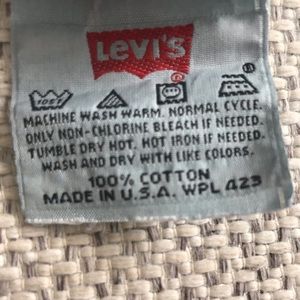 LEVI'S
105F
MACHINE WASH WARM. NORMAL CYCLE.
ONLY NON-CHLORINE BLEACH IF NEEDED.
TUMBLE DRY HOT. HOT IRON IF NEEDED.
WASH AND DRY WITH LIKE COLORS.
100% COTTON
MADE IN U.S.A. WPL 423